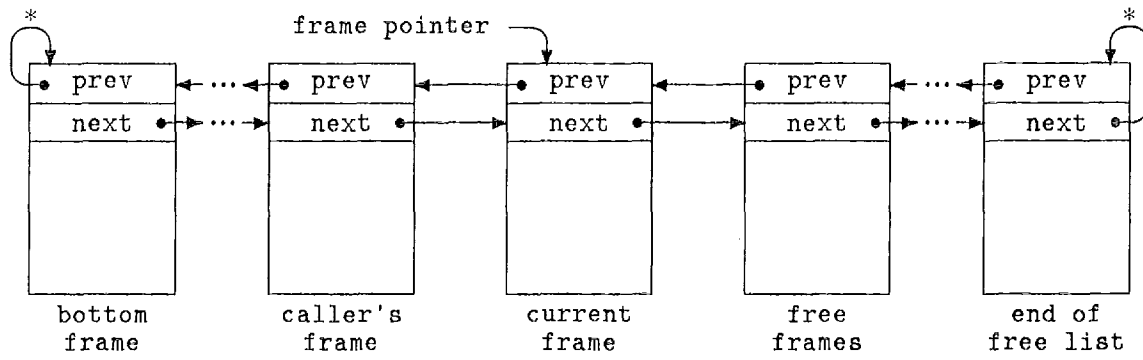 * frame pointer *
prev ... prev prev prev ... prev
next ... next next next ... next
bottom caller's current free end of
frame frame frame frames free list